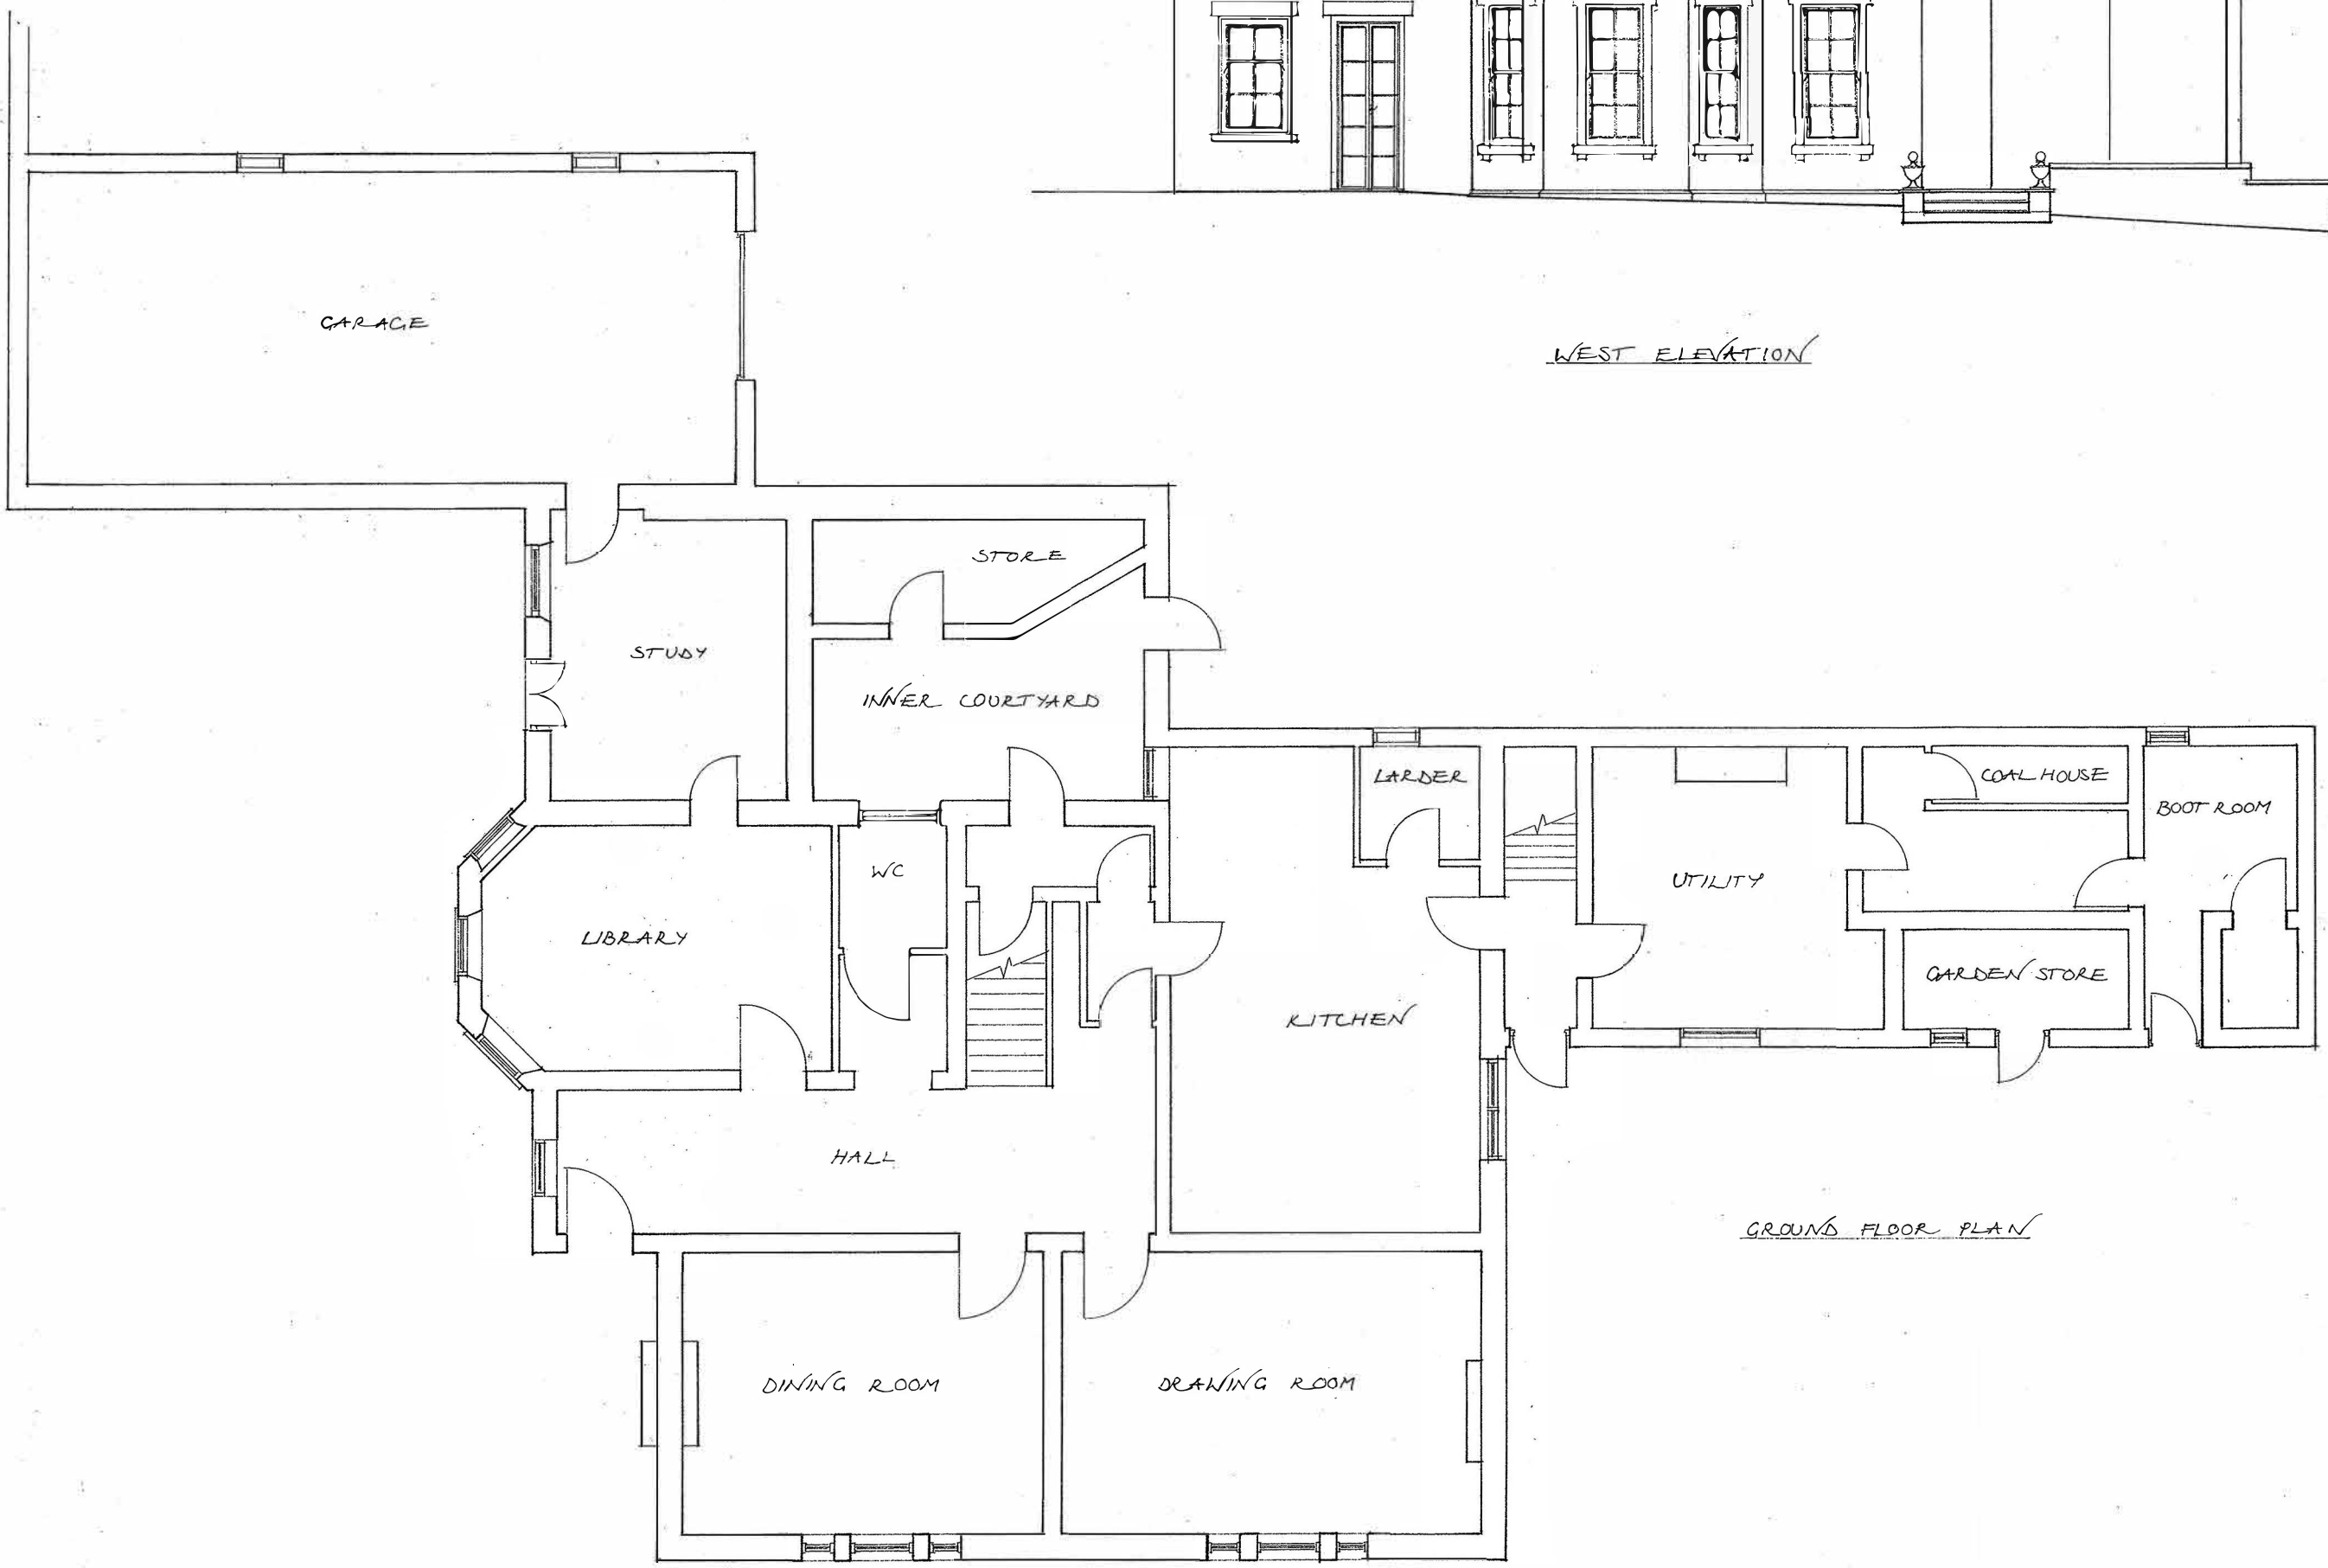 GARAGE
WEST ELEVATION
STORE
STUDY
INNER COURTYARD
LARDER
COAL HOUSE
BOOT ROOM
WC
UTILITY
LIBRARY
GARDEN STORE
KITCHEN
HALL
GROUND FLOOR PLAN
DINING ROOM
DRAWING ROOM